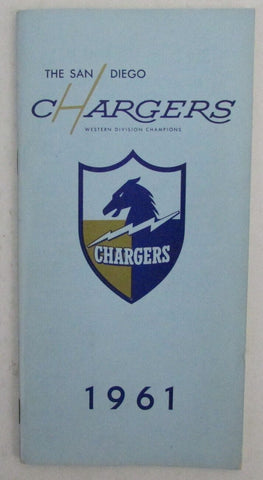 THE SAN DIEGO
CHARGERS
WESTERN DIVISION CHAMPIONS
CHARGERS
1961